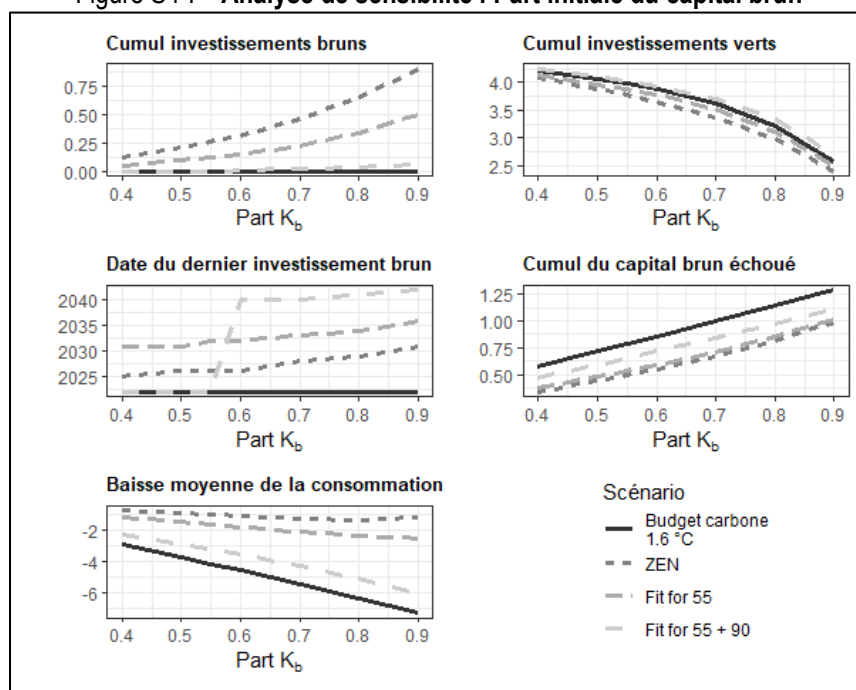 Analyse de sensibilité : Part initiale du capital brun
Cumul investissements bruns
0.75
0.50
0.25
0.00
0.4 0.5 0.6 0.7 0.8 0.9
Part Kb
Cumul investissements verts
4.0
3.5
3.0
2.5
0.4 0.5 0.6 0.7 0.8 0.9
Part Kb
Date du dernier investissement brun
2040
2035
2030
2025
0.4 0.5 0.6 0.7 0.8 0.9
Part Kb
Cumul du capital brun échoué
1.25
1.00
0.75
0.50
0.4 0.5 0.6 0.7 0.8 0.9
Part Kb
Baisse moyenne de la consommation
-2
-4
-6
0.4 0.5 0.6 0.7 0.8 0.9
Part Kb
Scénario
Budget carbone
1.6 °C
ZEN
Fit for 55
Fit for 55 + 90